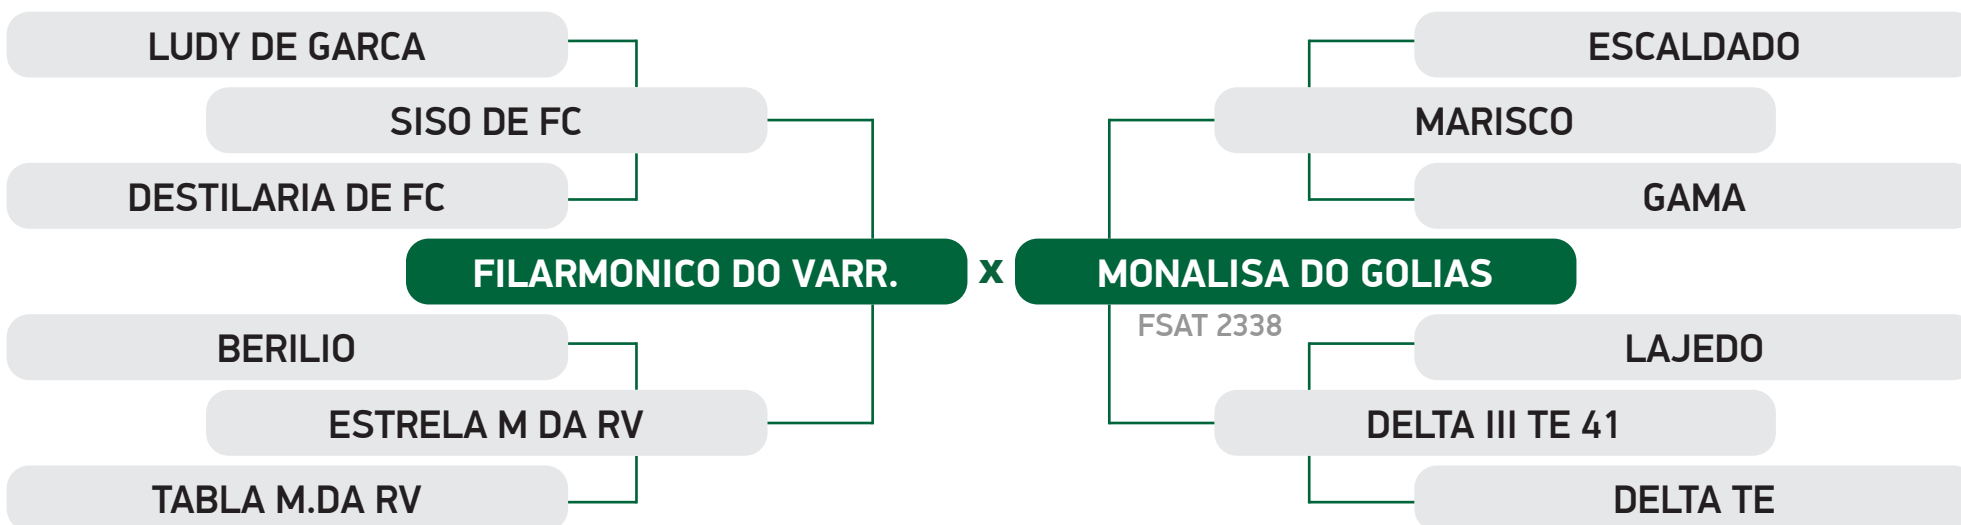 LUDY DE GARCA
ESCALDADO
SISO DE FC
MARISCO
DESTILARIA DE FC
GAMA
FILARMONICO DO VARR. x MONALISA DO GOLIAS
FSAT 2338
BERILIO
LAJEDO
ESTRELA M DA RV
DELTA III TE 41
TABLA M.DA RV
DELTA TE